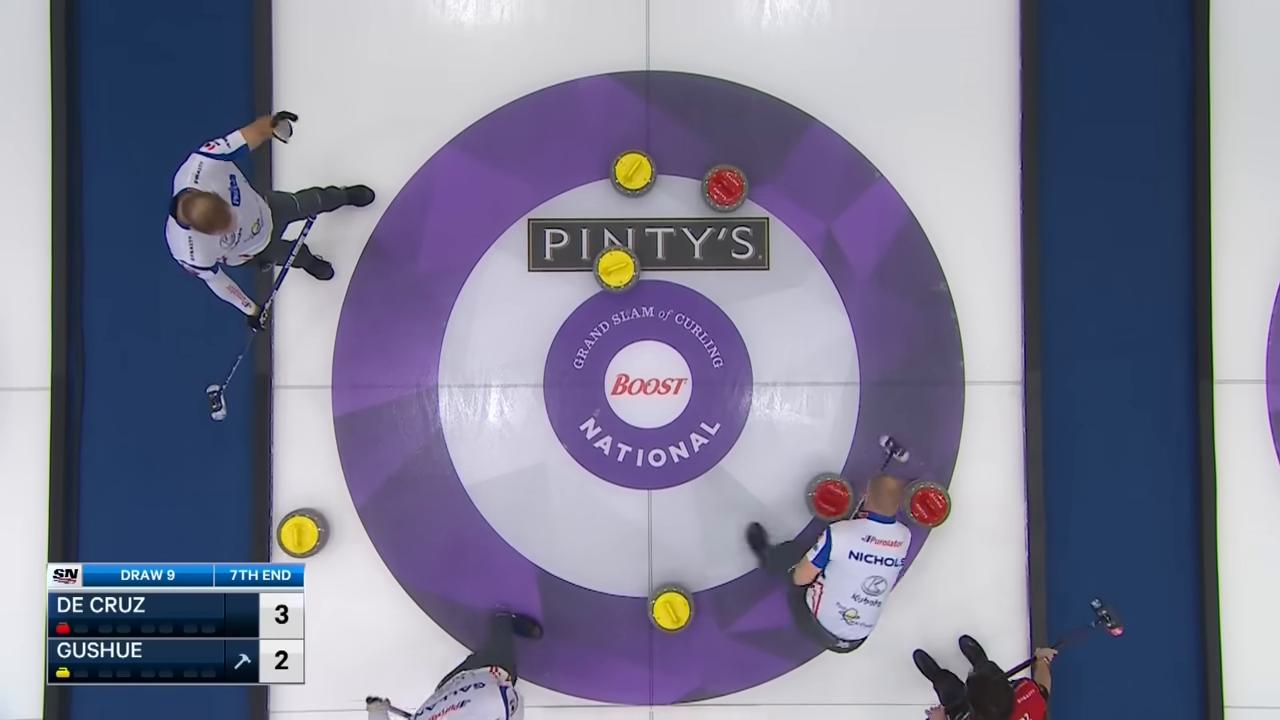 PINTY'S
GRAND SLAM of CURLING
BOOST
NATIONAL
Purolator
NICHOLS
Kubota
SN
DRAW 9
7TH END
DE CRUZ
3
GUSHUE
2